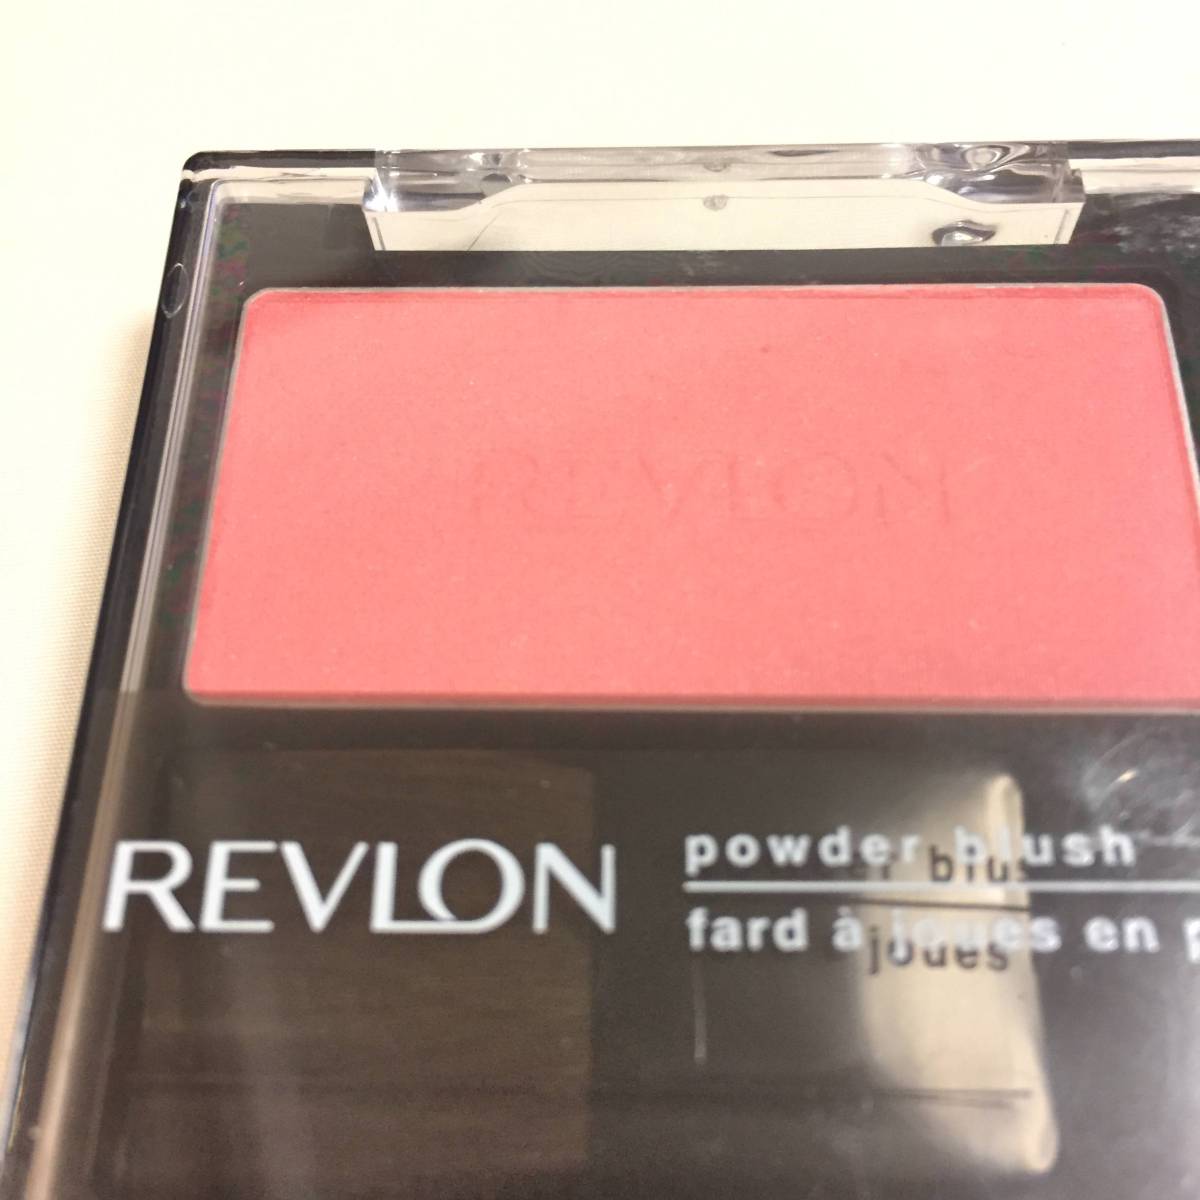 REVLON
REVLON
powder blush
fard à joues en